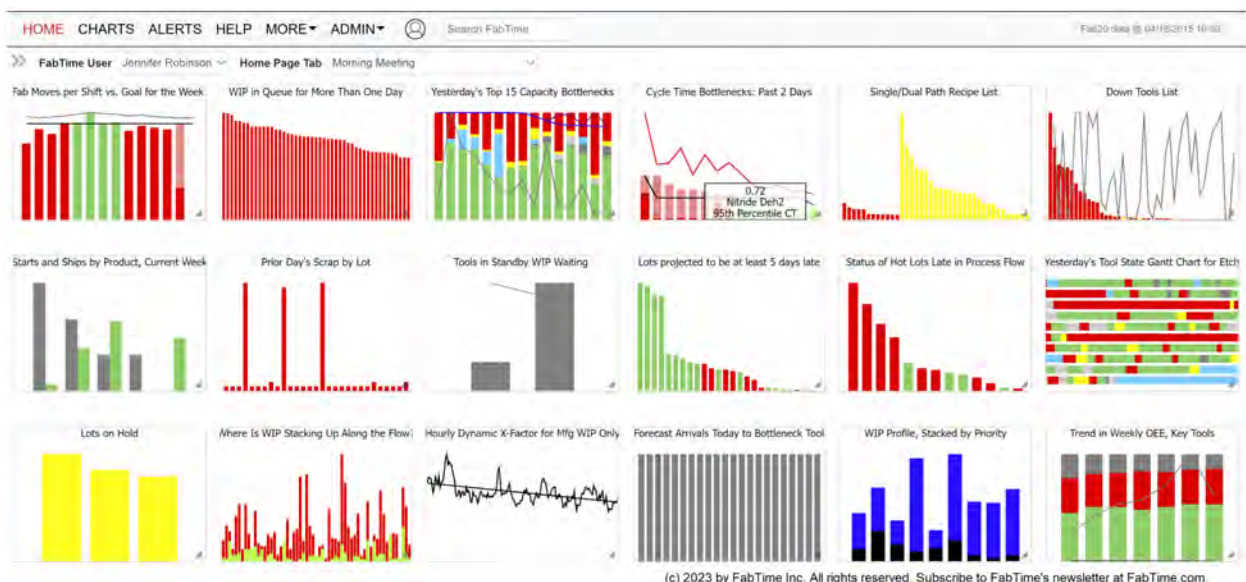 HOME CHARTS ALERTS HELP MORE ADMIN Search FabTime Fab20 data @ 04/16/2015 10:00
FabTime User Jennifer Robinson Home Page Tab Morning Meeting
Fab Moves per Shift vs. Goal for the Week
WIP in Queue for More Than One Day
Yesterday's Top 15 Capacity Bottlenecks
Cycle Time Bottlenecks: Past 2 Days
0.72
Nitride Deh2
95th Percentile CT
Single/Dual Path Recipe List
Down Tools List
Starts and Ships by Product, Current Week
Prior Day's Scrap by Lot
Tools in Standby WIP Waiting
Lots projected to be at least 5 days late
Status of Hot Lots Late in Process Flow
Yesterday's Tool State Gantt Chart for Etch
Lots on Hold
Where Is WIP Stacking Up Along the Flow?
Hourly Dynamic X-Factor for Mfg WIP Only
Forecast Arrivals Today to Bottleneck Tool
WIP Profile, Stacked by Priority
Trend in Weekly OEE, Key Tools
(c) 2023 by FabTime Inc. All rights reserved. Subscribe to FabTime's newsletter at FabTime.com